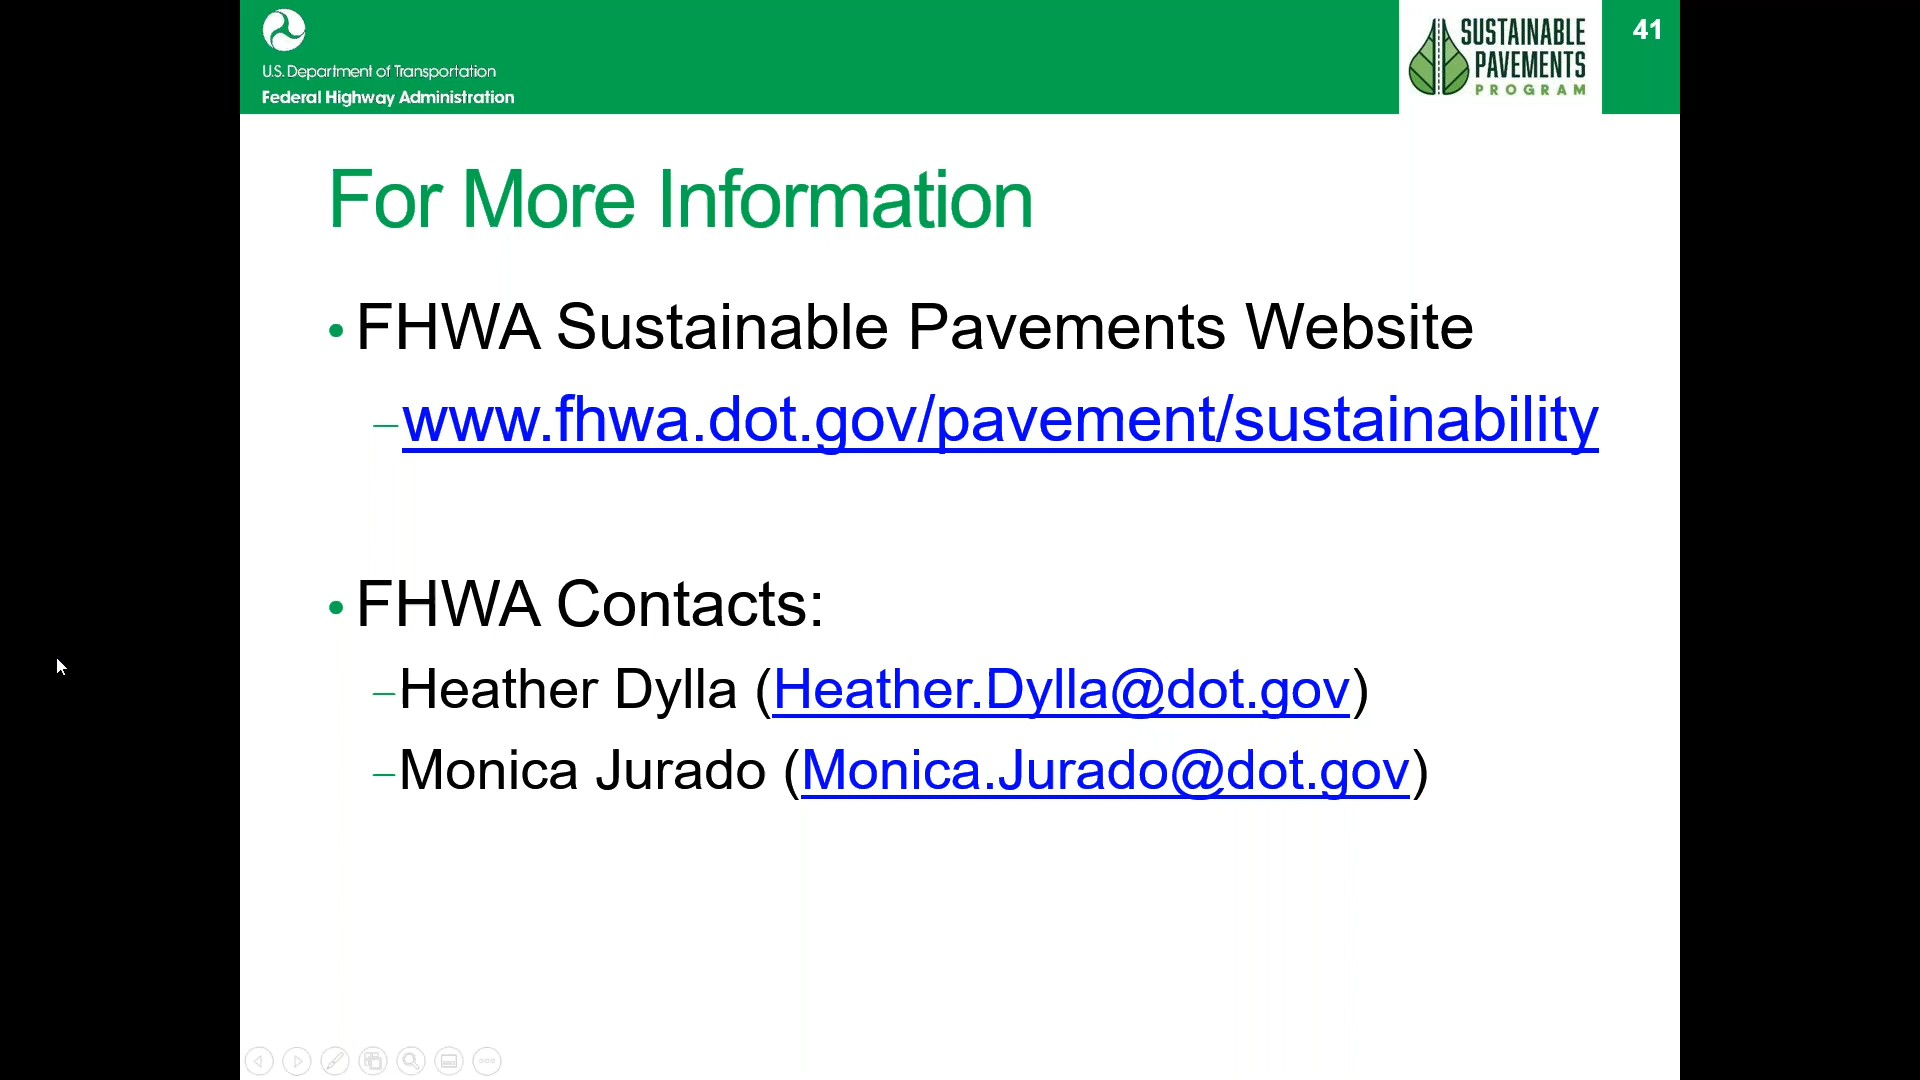 U.S. Department of Transportation
Federal Highway Administration
SUSTAINABLE
PAVEMENTS
PROGRAM
41
For More Information
• FHWA Sustainable Pavements Website
–www.fhwa.dot.gov/pavement/sustainability
• FHWA Contacts:
–Heather Dylla (Heather.Dylla@dot.gov)
–Monica Jurado (Monica.Jurado@dot.gov)